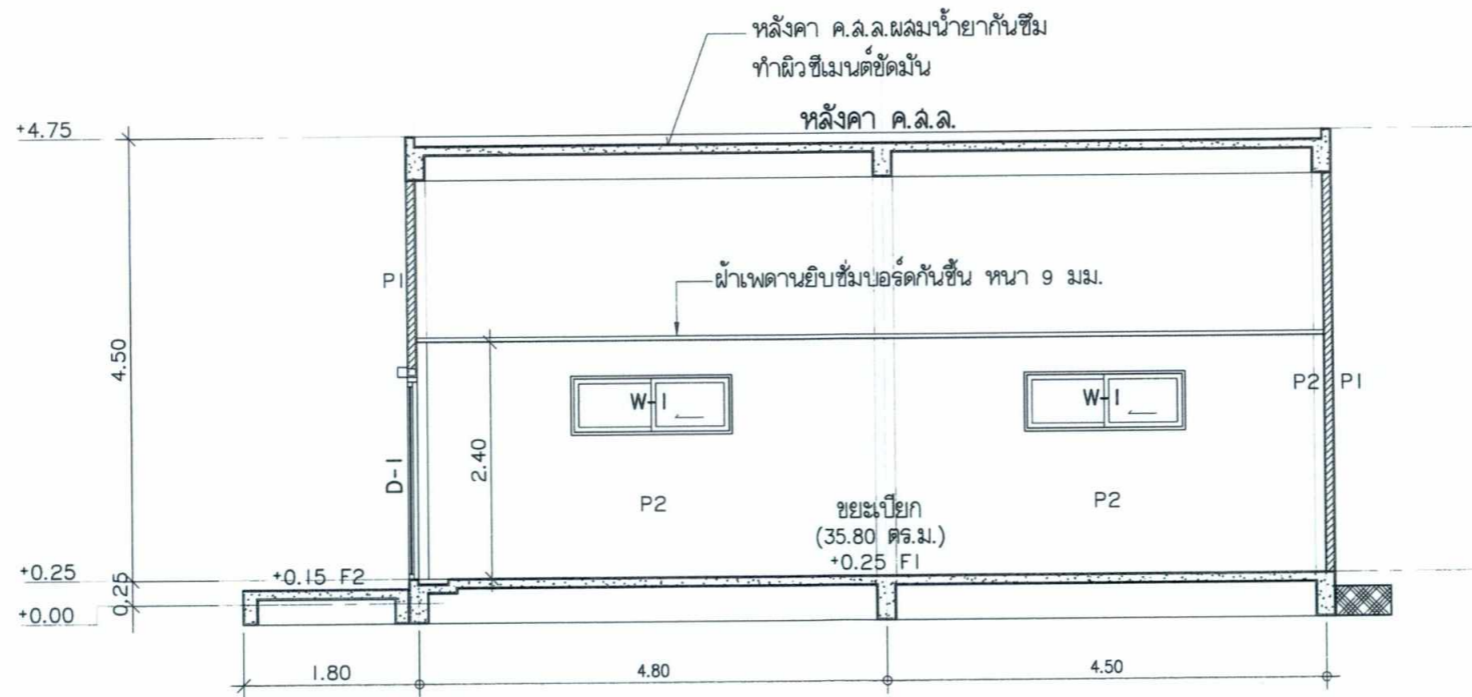 หลังคา ค.ส.ล.ผสมน้ำยากันซึม
ทำผิวซีเมนต์ขัดมัน
หลังคา ค.ส.ล.
+4.75
P1
ฝ้าเพดานยิบซั่มบอร์ดกันชื้น หนา 9 มม.
4.50
W-1
W-1
P2 P1
2.40
D-1
P2
P2
ขยะเปียก
(35.80 ตร.ม.)
+0.25 F1
+0.25
+0.15 F2
0.25
+0.00
1.80
4.80
4.50